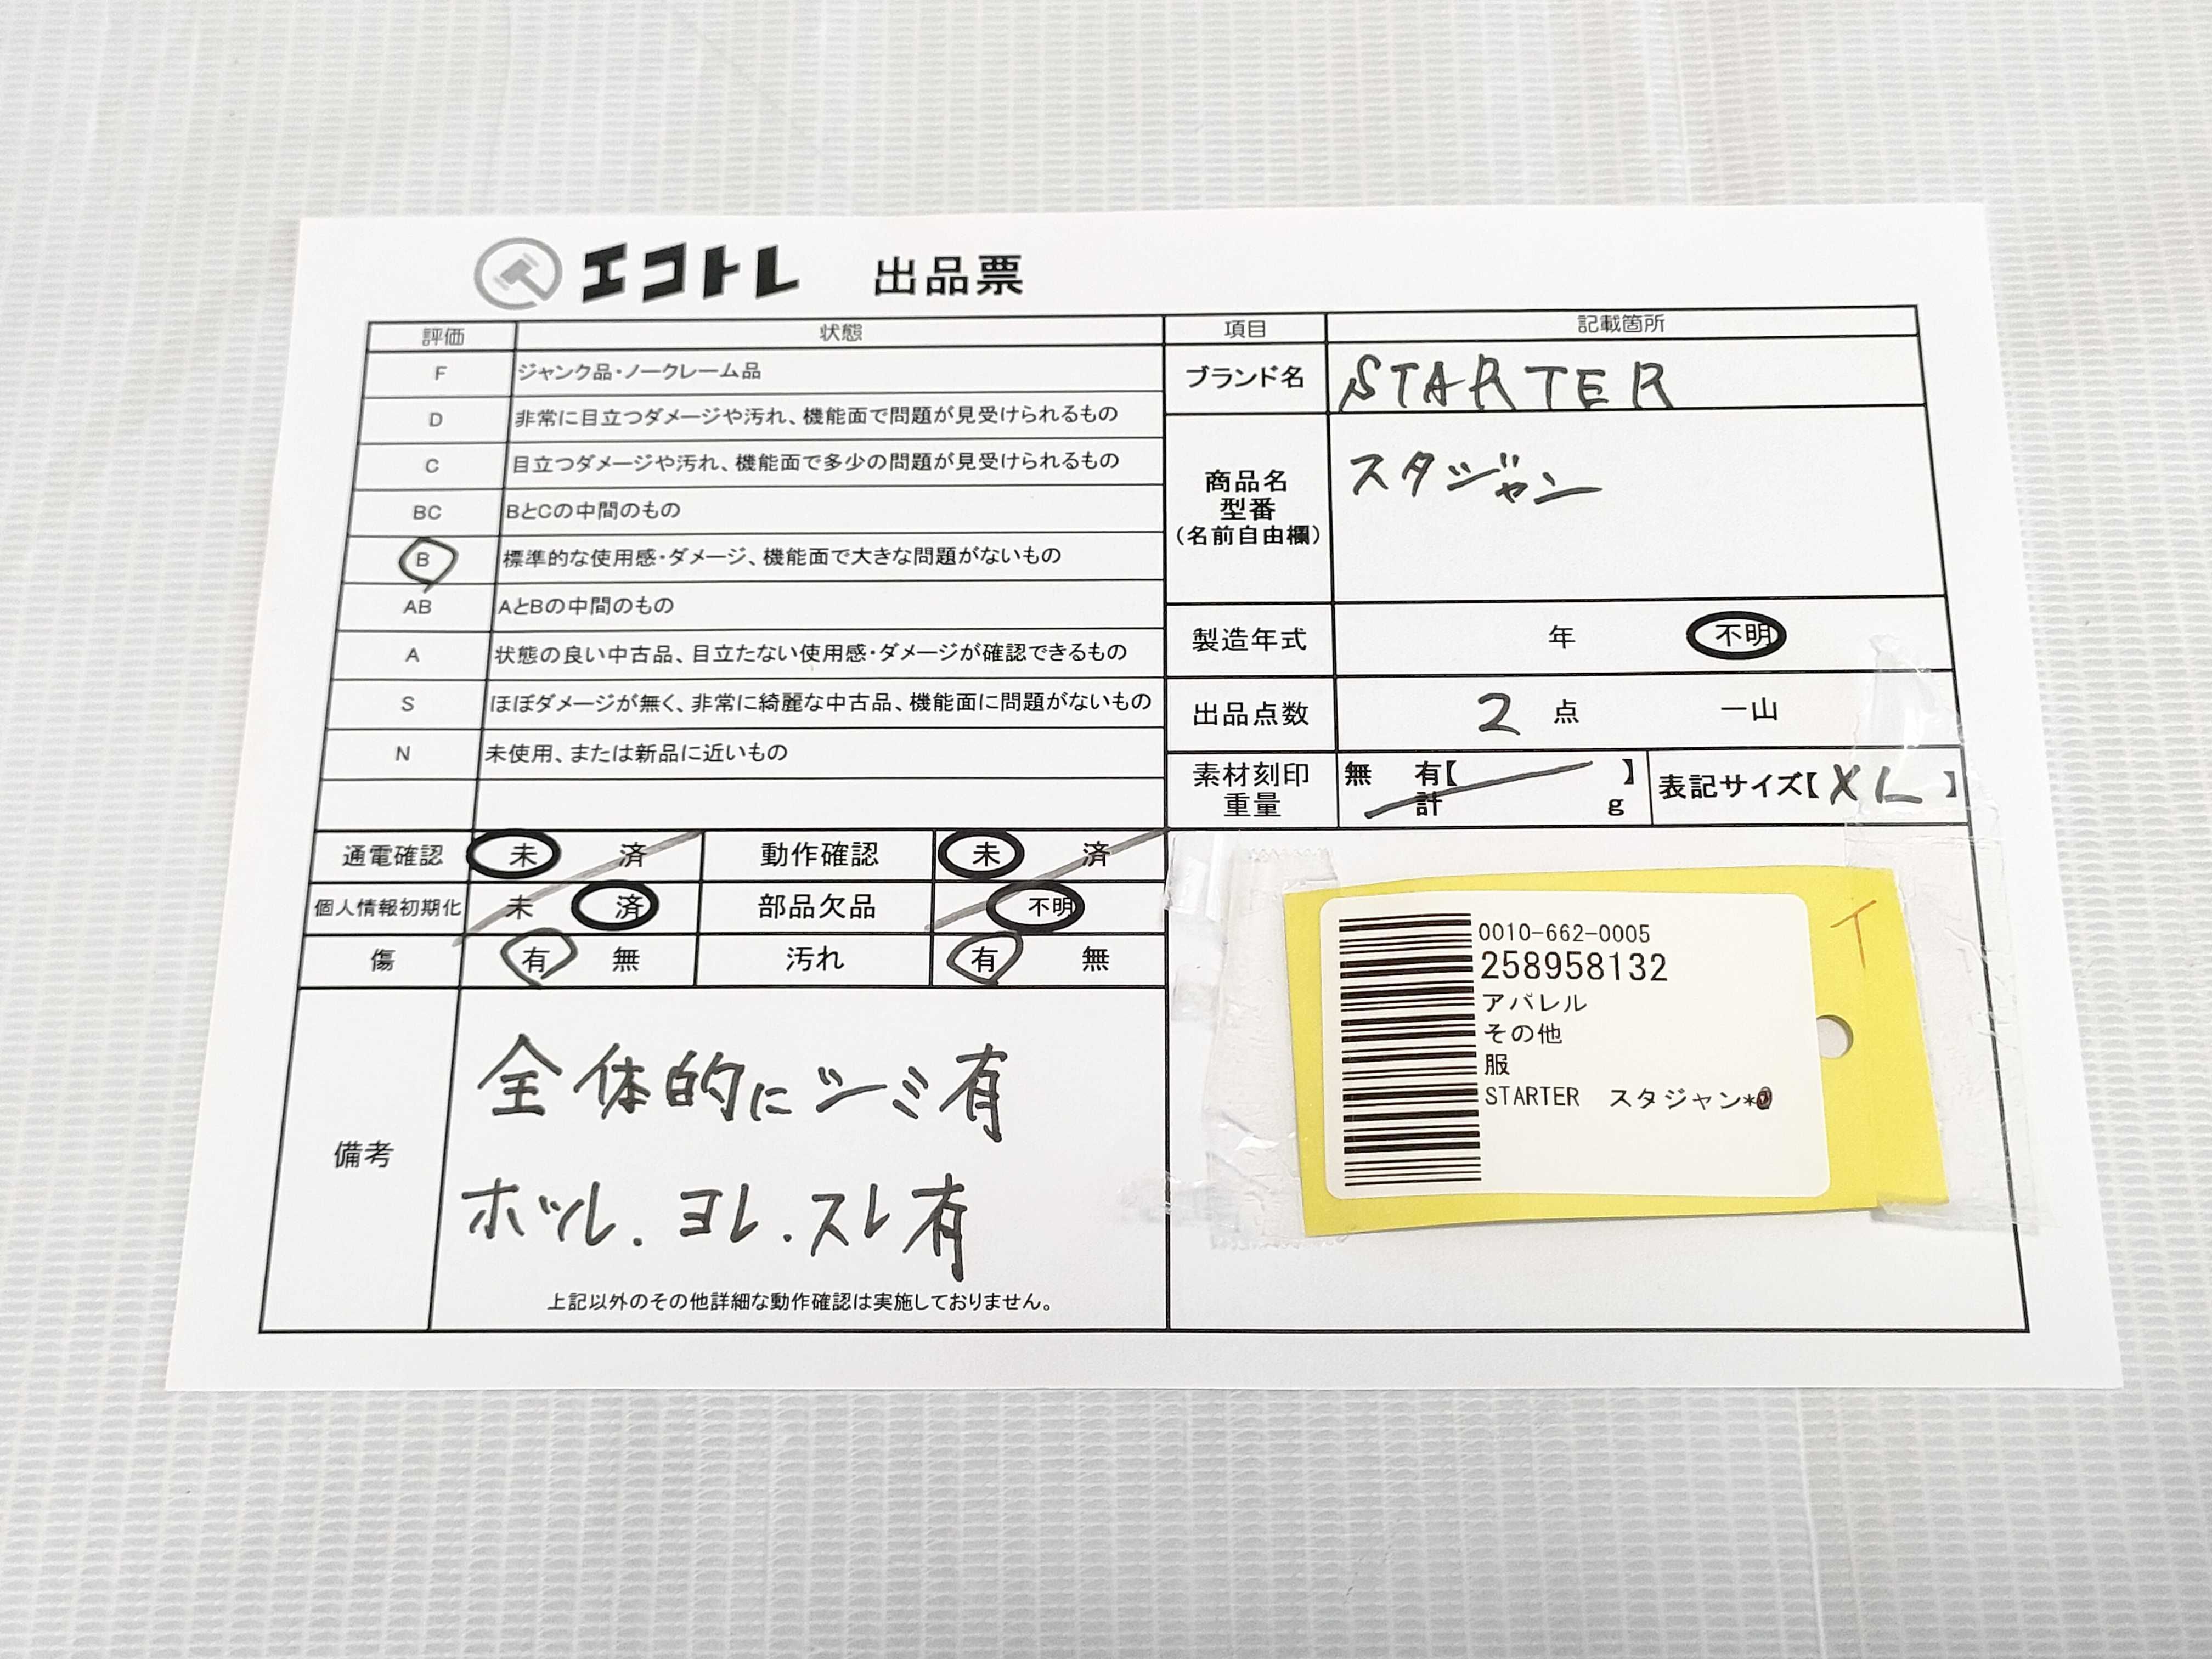 エコトレ 出品票
評価 状態
F ジャンク品・ノークレーム品
D 非常に目立つダメージや汚れ、機能面で問題が見受けられるもの
C 目立つダメージや汚れ、機能面で多少の問題が見受けられるもの
BC BとCの中間のもの
B 標準的な使用感・ダメージ、機能面で大きな問題がないもの
AB AとBの中間のもの
A 状態の良い中古品、目立たない使用感・ダメージが確認できるもの
S ほぼダメージが無く、非常に綺麗な中古品、機能面に問題がないもの
N 未使用、または新品に近いもの
項目 記載箇所
ブランド名 STARTER
商品名
型番
(名前自由欄)
スタジャン
製造年式 年 不明
出品点数 2 点 一山
素材刻印 無 有【 】
重量 計 g
表記サイズ【XL】
通電確認 未 済 動作確認 未 済
個人情報初期化 未 済 部品欠品 不明
傷 有 無 汚れ 有 無
備考
全体的にシミ有
ホツレ.ヨレ.スレ有
上記以外のその他詳細な動作確認は実施しておりません。
0010-662-0005
258958132
アパレル
その他
服
STARTER スタジャン*